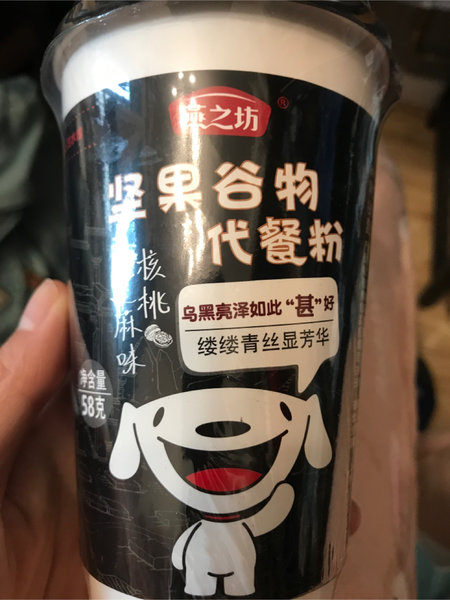 燕之坊®
坚果谷物
代餐粉
核桃
麻味
乌黑亮泽如此“甚”好
缕缕青丝显芳华
净含量
58克